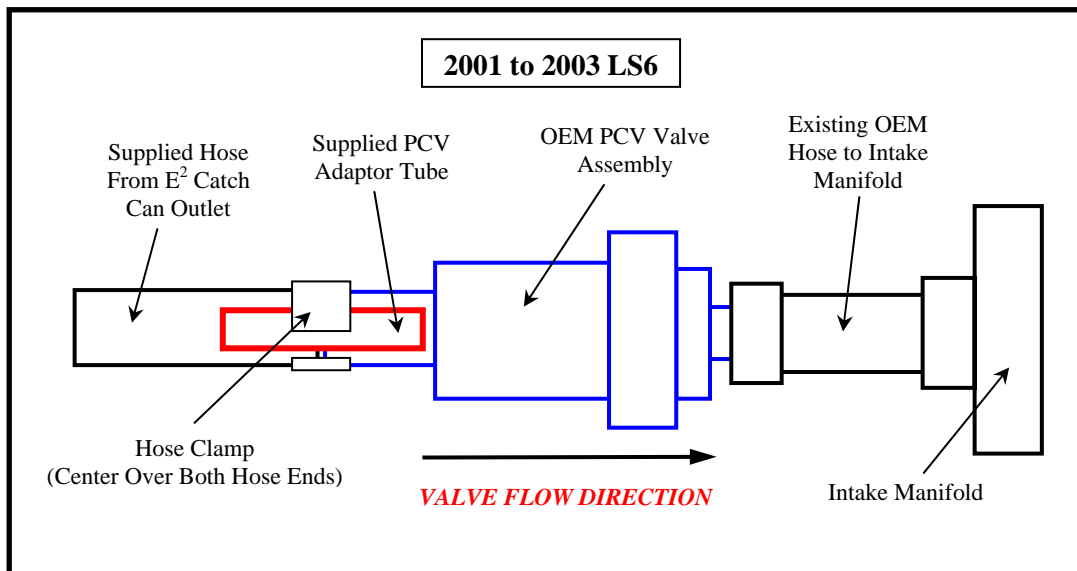 2001 to 2003 LS6
Supplied Hose
From E² Catch
Can Outlet
Supplied PCV
Adaptor Tube
OEM PCV Valve
Assembly
Existing OEM
Hose to Intake
Manifold
Hose Clamp
(Center Over Both Hose Ends)
VALVE FLOW DIRECTION
Intake Manifold